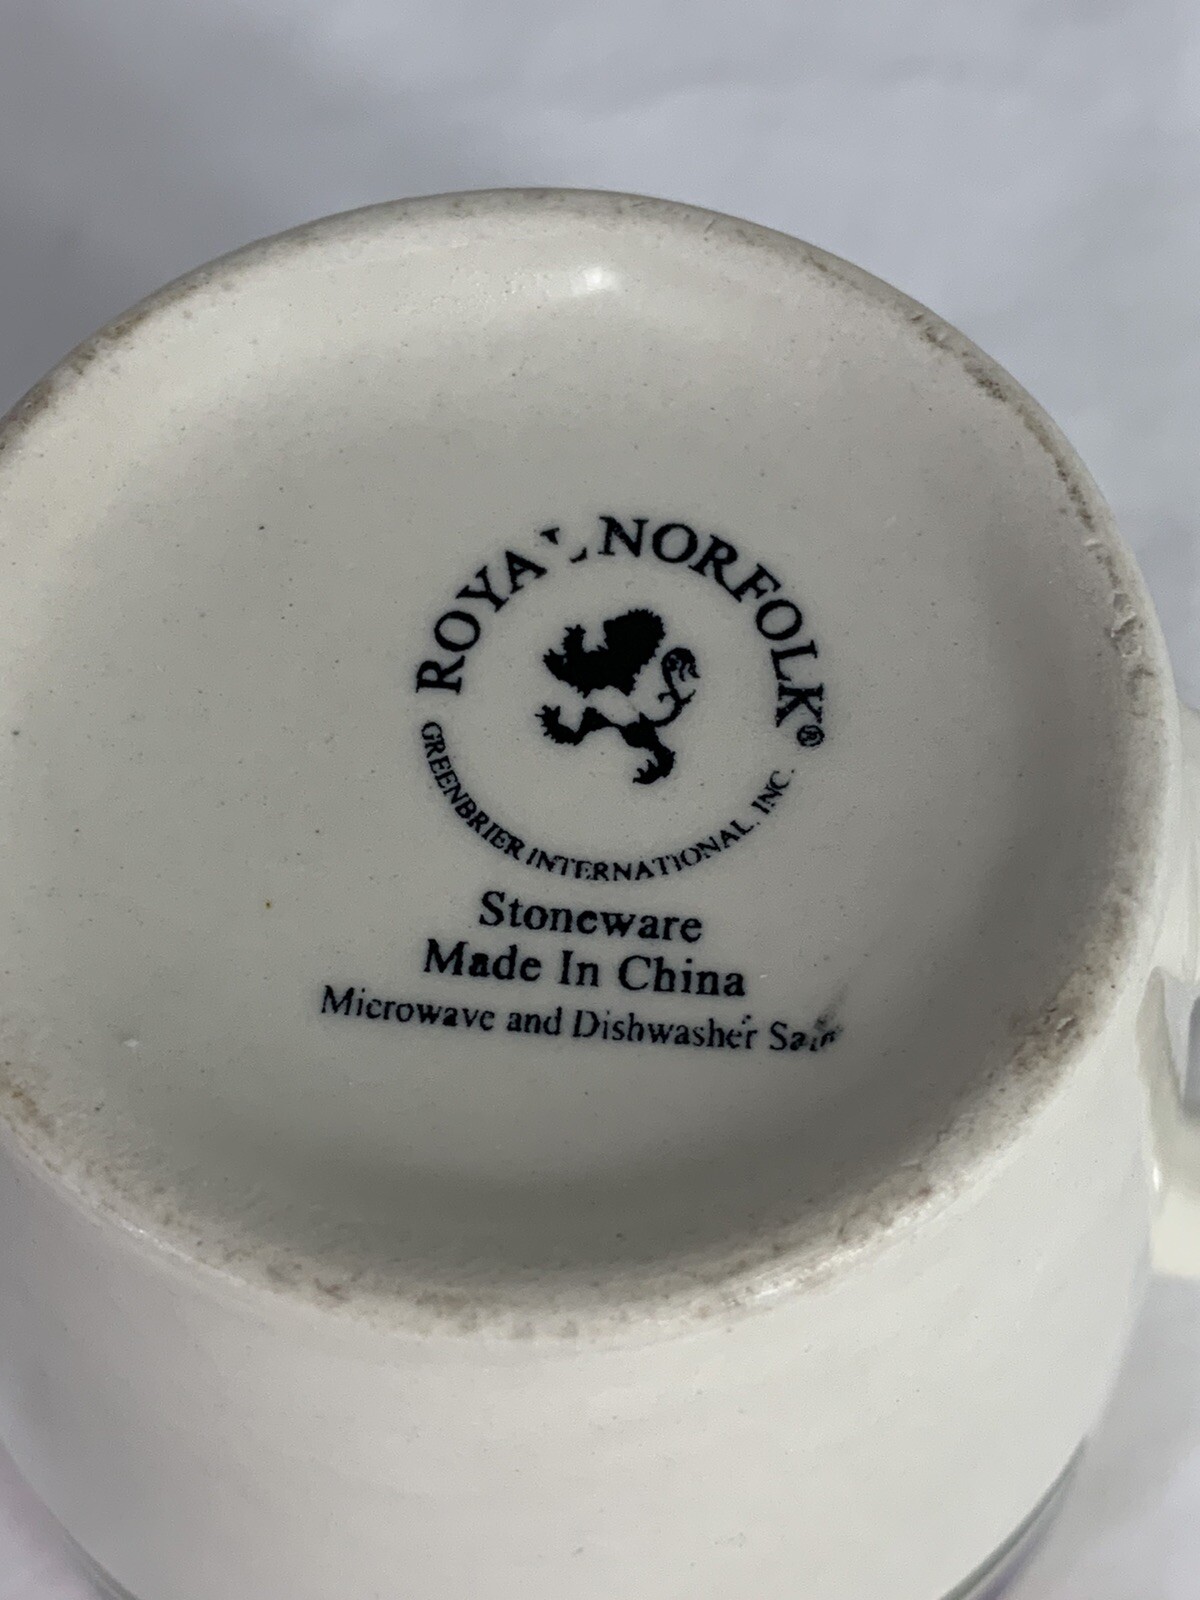 ROYAL NORFOLK®
GREENBRIER INTERNATIONAL, INC.
Stoneware
Made In China
Microwave and Dishwasher Safe